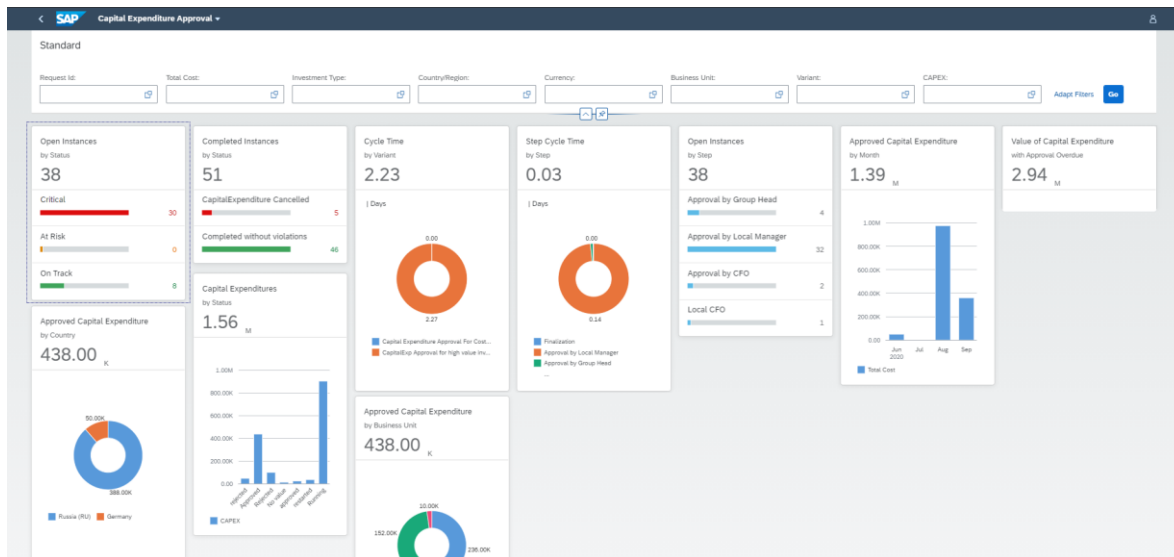 SAP Capital Expenditure Approval
Standard
Request Id: Total Cost: Investment Type: Country/Region: Currency: Business Unit: Variant: CAPEX:
Adapt Filters Go
Open Instances
by Status
38
Critical
30
At Risk
0
On Track
8
Approved Capital Expenditure
by Country
438.00 K
50.00K
388.00K
Russia (RU) Germany
Completed Instances
by Status
51
CapitalExpenditure Cancelled
5
Completed without violations
46
Capital Expenditures
by Status
1.56 M
1.00M
800.00K
600.00K
400.00K
200.00K
0.00
rejected Approved Rejected No value approved restarted Running
CAPEX
Cycle Time
by Variant
2.23
| Days
0.00
2.27
Capital Expenditure Approval For Cost...
CapitalExp Approval for high value inv...
Approved Capital Expenditure
by Business Unit
438.00 K
10.00K
152.00K
236.00K
Step Cycle Time
by Step
0.03
| Days
0.00
0.14
Finalization
Approval by Local Manager
Approval by Group Head
...
Open Instances
by Step
38
Approval by Group Head
4
Approval by Local Manager
32
Approval by CFO
2
Local CFO
1
Approved Capital Expenditure
by Month
1.39 M
1.00M
800.00K
600.00K
400.00K
200.00K
0.00
Jun Jul Aug Sep
2020
Total Cost
Value of Capital Expenditure
with Approval Overdue
2.94 M